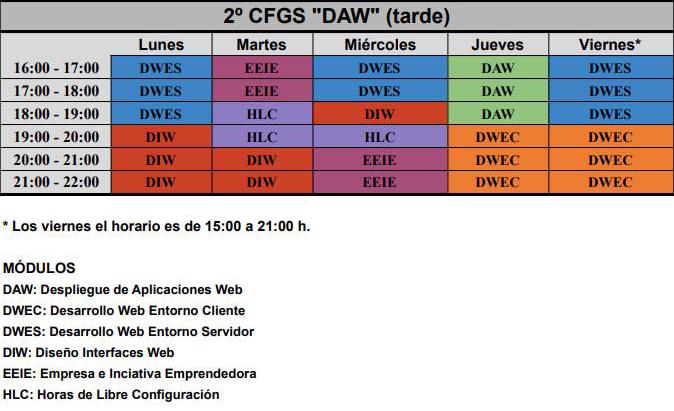 2º CFGS "DAW" (tarde)
Lunes Martes Miércoles Jueves Viernes*
16:00 - 17:00 DWES EEIE DWES DAW DWES
17:00 - 18:00 DWES EEIE DWES DAW DWES
18:00 - 19:00 DWES HLC DIW DAW DWES
19:00 - 20:00 DIW HLC HLC DWEC DWEC
20:00 - 21:00 DIW DIW EEIE DWEC DWEC
21:00 - 22:00 DIW DIW EEIE DWEC DWEC
* Los viernes el horario es de 15:00 a 21:00 h.
MÓDULOS
DAW: Despliegue de Aplicaciones Web
DWEC: Desarrollo Web Entorno Cliente
DWES: Desarrollo Web Entorno Servidor
DIW: Diseño Interfaces Web
EEIE: Empresa e Inciativa Emprendedora
HLC: Horas de Libre Configuración